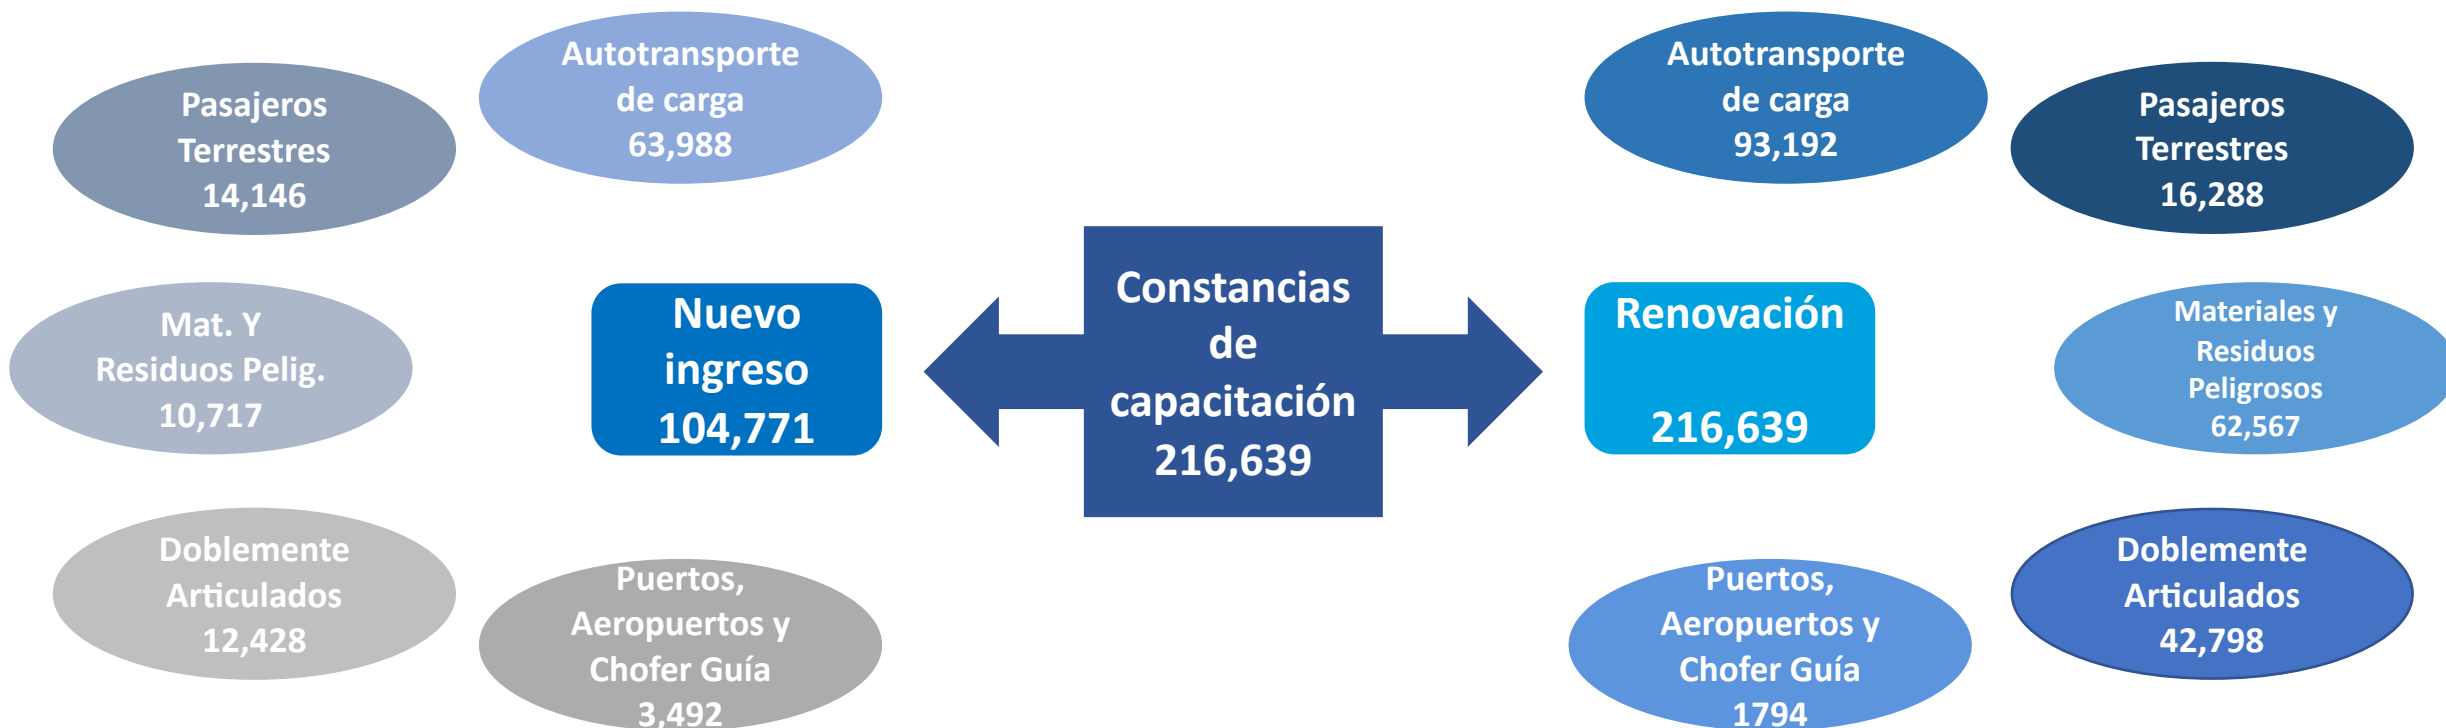 Autotransporte
de carga
63,988
Pasajeros
Terrestres
14,146
Mat. Y
Residuos Pelig.
10,717
Nuevo
ingreso
104,771
Doblemente
Articulados
12,428
Puertos,
Aeropuertos y
Chofer Guía
3,492
Constancias
de
capacitación
216,639
Autotransporte
de carga
93,192
Pasajeros
Terrestres
16,288
Renovación
216,639
Materiales y
Residuos
Peligrosos
62,567
Puertos,
Aeropuertos y
Chofer Guía
1794
Doblemente
Articulados
42,798